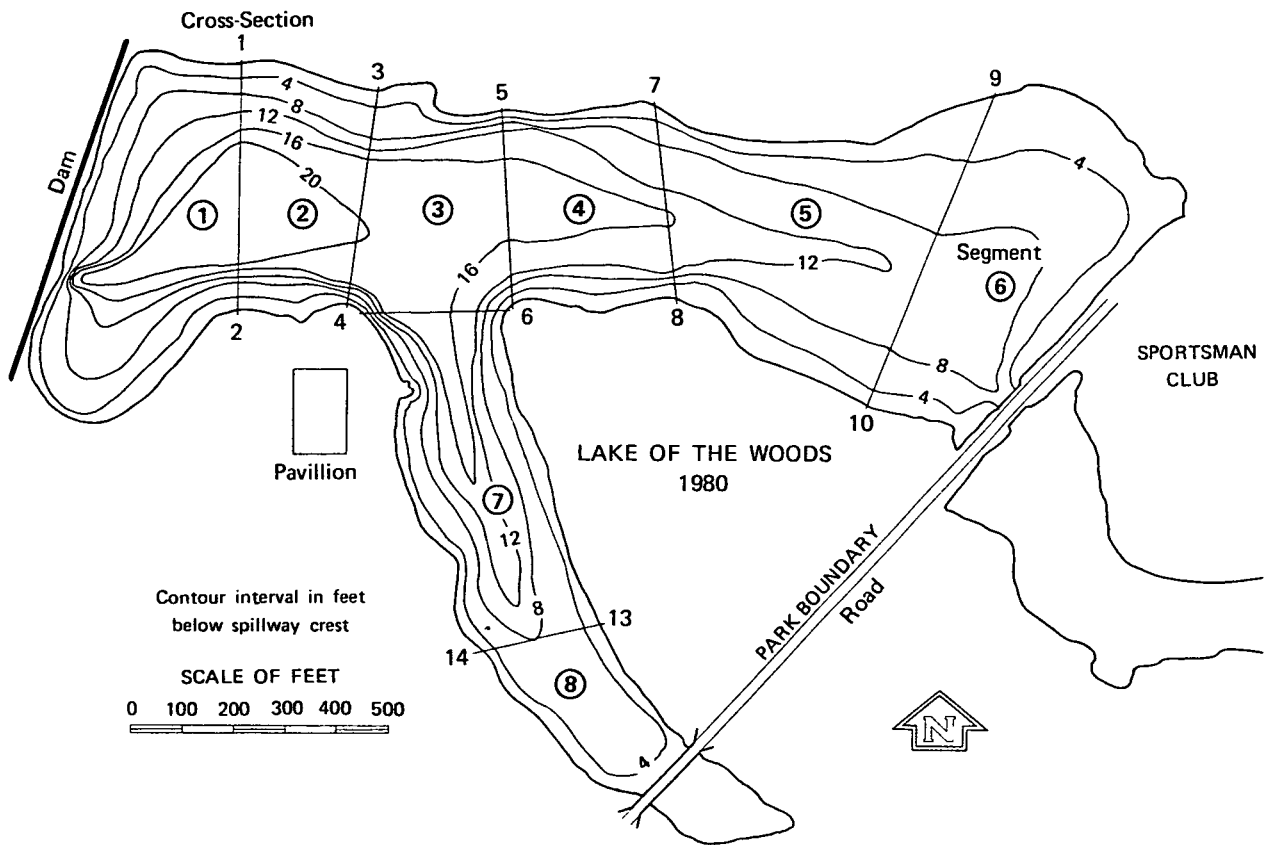 Cross-Section
1
3
5
7
9
4
8
12
16
20
4
Dam
1
2
3
4
5
Segment
6
16
12
2
4
6
8
10
8
4
SPORTSMAN
CLUB
Pavillion
LAKE OF THE WOODS
1980
7
12
8
13
14
8
4
PARK BOUNDARY
Road
Contour interval in feet
below spillway crest
SCALE OF FEET
0 100 200 300 400 500
N